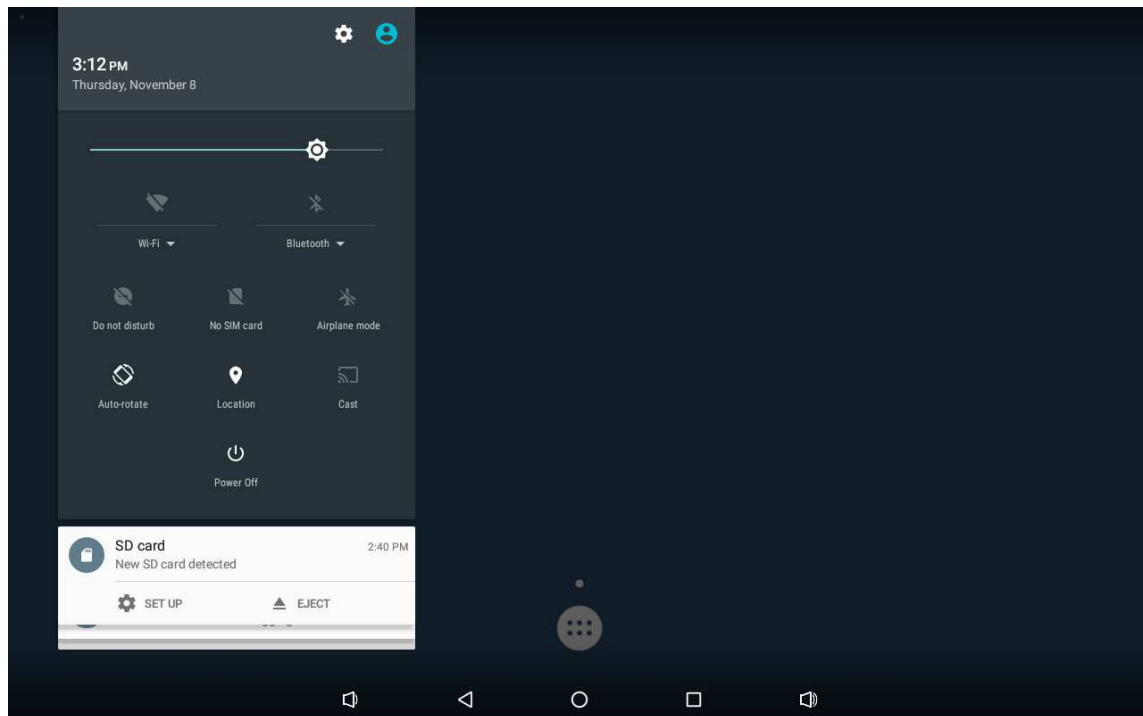 3:12 PM
Thursday, November 8
Wi-Fi
Bluetooth
Do not disturb
No SIM card
Airplane mode
Auto-rotate
Location
Cast
Power Off
SD card
2:40 PM
New SD card detected
SET UP
EJECT